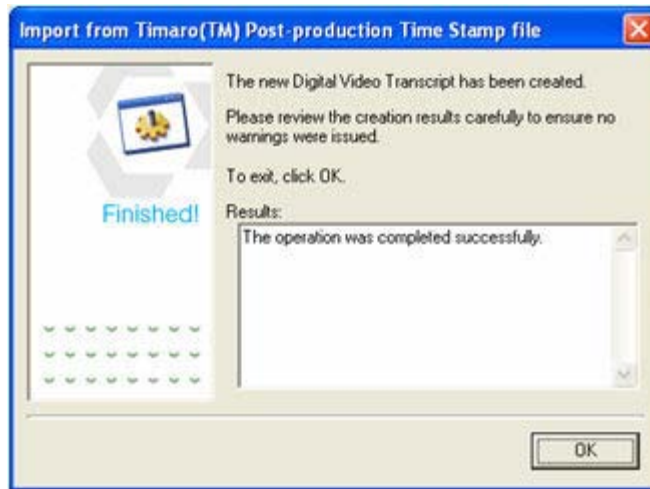 Import from Timaro(TM) Post-production Time Stamp file
The new Digital Video Transcript has been created.
Please review the creation results carefully to ensure no
warnings were issued.
To exit, click OK.
Finished!
Results:
The operation was completed successfully.
OK